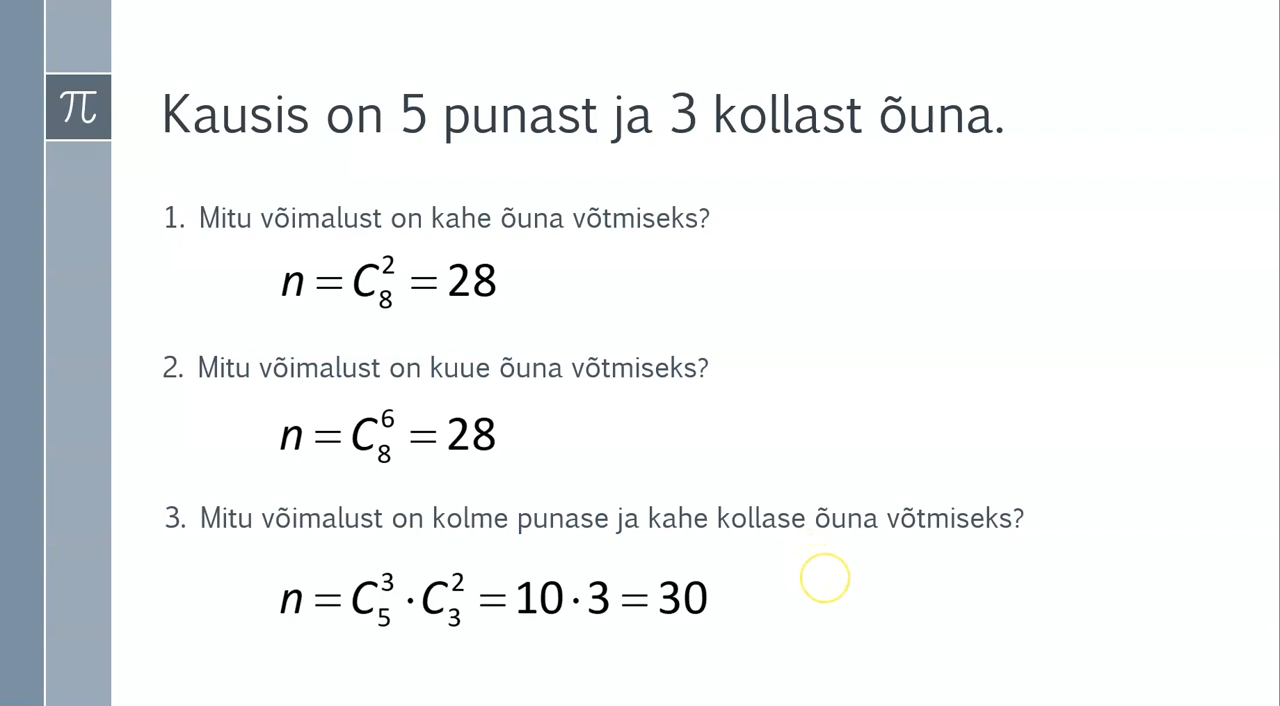 π
Kausis on 5 punast ja 3 kollast õuna.
1. Mitu võimalust on kahe õuna võtmiseks?
n = C₈² = 28
2. Mitu võimalust on kuue õuna võtmiseks?
n = C₈⁶ = 28
3. Mitu võimalust on kolme punase ja kahe kollase õuna võtmiseks?
n = C₅³ · C₃² = 10 · 3 = 30